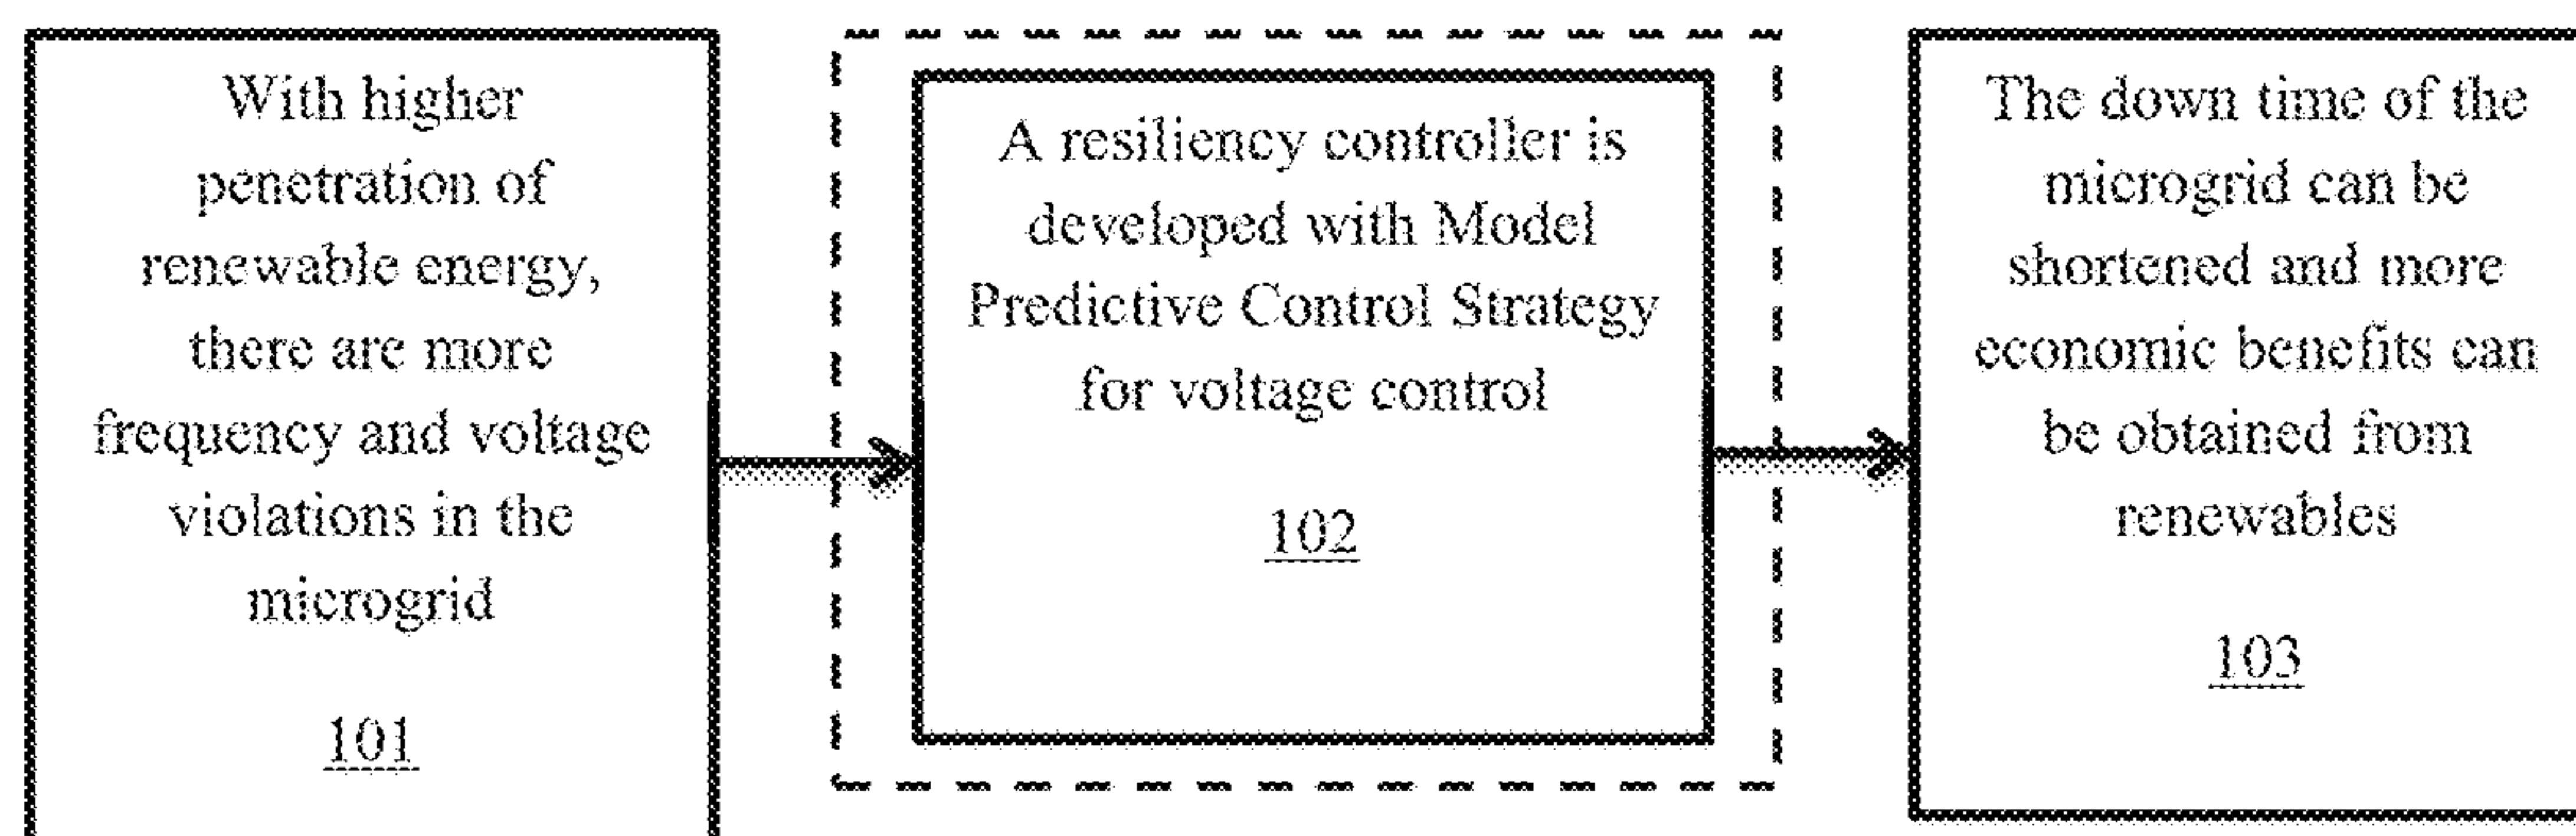 With higher
penetration of
renewable energy,
there are more
frequency and voltage
violations in the
microgrid
101
A resiliency controller is
developed with Model
Predictive Control Strategy
for voltage control
102
The down time of the
microgrid can be
shortened and more
economic benefits can
be obtained from
renewables
103